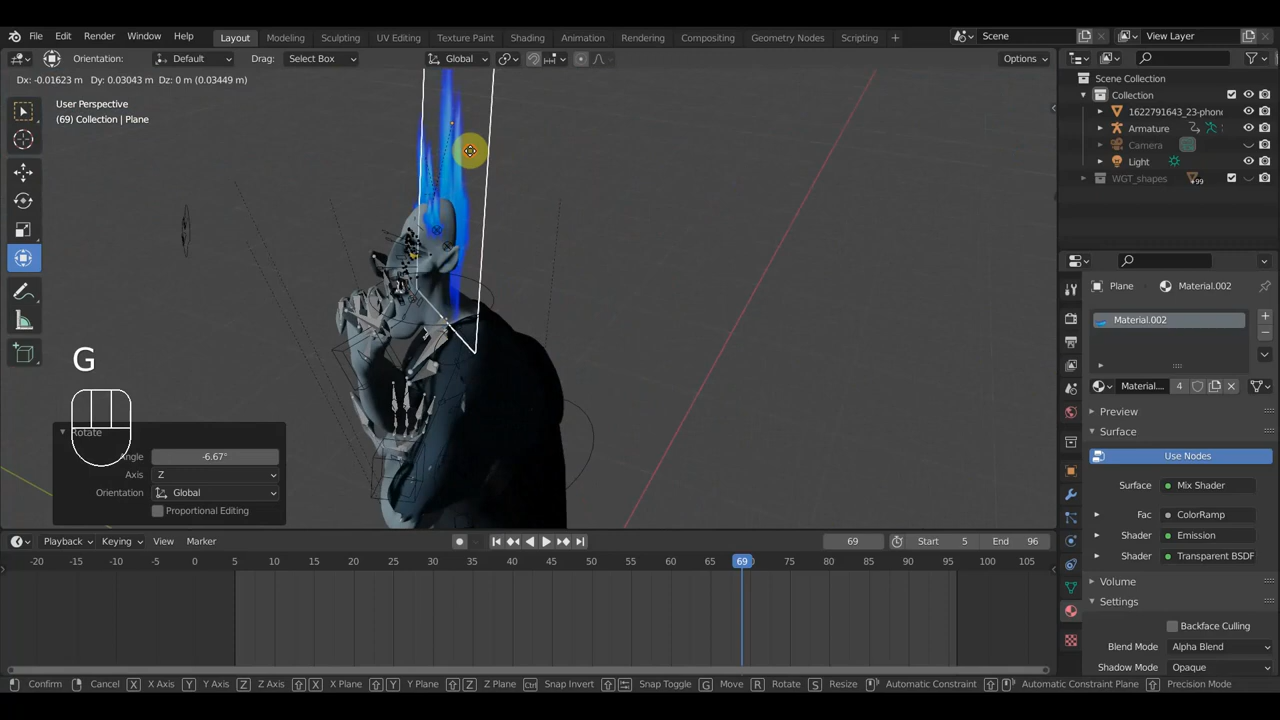 File Edit Render Window Help Layout Modeling Sculpting UV Editing Texture Paint Shading Animation Rendering Compositing Geometry Nodes Scripting + Scene View Layer
Orientation: Default Drag: Select Box Global Options
Dx: -0.01623 m Dy: 0.03043 m Dz: 0 m (0.03449 m)
User Perspective
(69) Collection | Plane
Scene Collection
Collection
1622791643_23-phono
Armature
Camera
Light
WGT_shapes 99
Plane Material.002
Material.002
Material.... 4
Preview
Surface
Use Nodes
Surface Mix Shader
Fac ColorRamp
Shader Emission
Shader Transparent BSDF
Volume
Settings
Backface Culling
Blend Mode Alpha Blend
Shadow Mode Opaque
G
Rotate
Angle -6.67°
Axis Z
Orientation Global
Proportional Editing
Playback Keying View Marker 69 Start 5 End 96
-20 -15 -10 -5 0 5 10 15 20 25 30 35 40 45 50 55 60 65 69 75 80 85 90 95 100 105
Confirm Cancel X X Axis Y Y Axis Z Z Axis X X Plane Y Y Plane Z Z Plane Ctrl Snap Invert Snap Toggle G Move R Rotate S Resize Automatic Constraint Automatic Constraint Plane Precision Mode